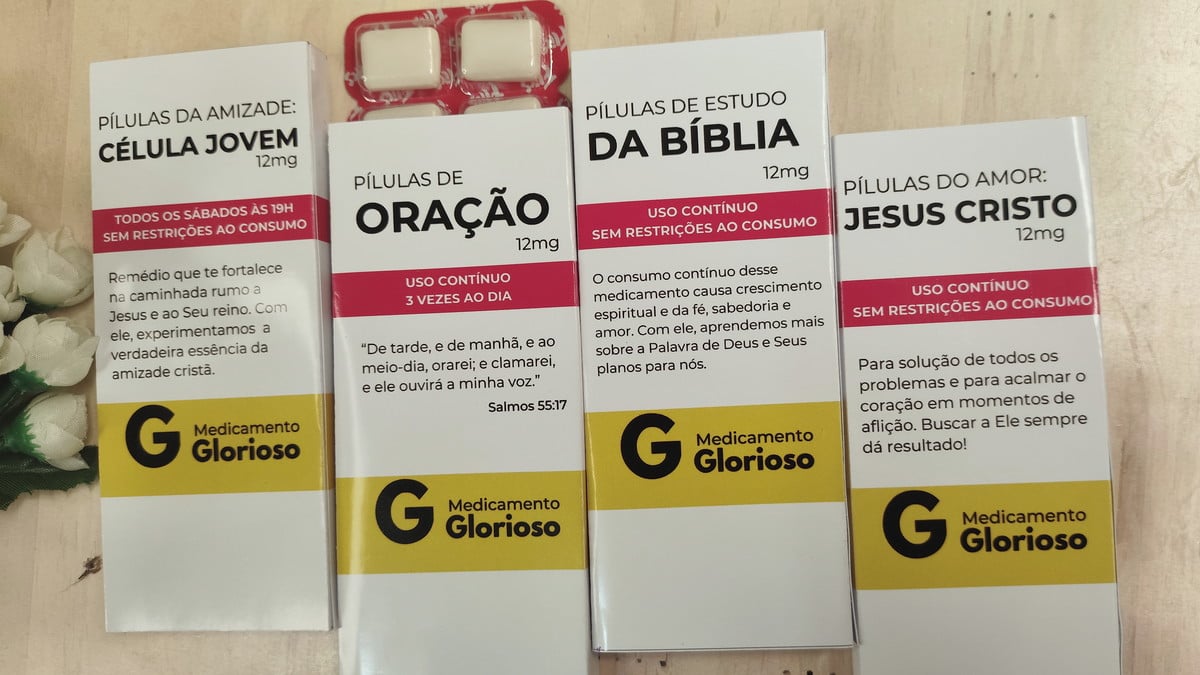 PÍLULAS DA AMIZADE:
CÉLULA JOVEM
12mg
TODOS OS SÁBADOS ÀS 19H
SEM RESTRIÇÕES AO CONSUMO
Remédio que te fortalece
na caminhada rumo a
Jesus e ao Seu reino. Com
ele, experimentamos a
verdadeira essência da
amizade cristã.
G Medicamento
Glorioso
PÍLULAS DE
ORAÇÃO
12mg
USO CONTÍNUO
3 VEZES AO DIA
“De tarde, e de manhã, e ao
meio-dia, orarei; e clamarei,
e ele ouvirá a minha voz.”
Salmos 55:17
G Medicamento
Glorioso
PÍLULAS DE ESTUDO
DA BÍBLIA
12mg
USO CONTÍNUO
SEM RESTRIÇÕES AO CONSUMO
O consumo contínuo desse
medicamento causa crescimento
espiritual e da fé, sabedoria e
amor. Com ele, aprendemos mais
sobre a Palavra de Deus e Seus
planos para nós.
G Medicamento
Glorioso
PÍLULAS DO AMOR:
JESUS CRISTO
12mg
USO CONTÍNUO
SEM RESTRIÇÕES AO CONSUMO
Para solução de todos os
problemas e para acalmar o
coração em momentos de
aflição. Buscar a Ele sempre
dá resultado!
G Medicamento
Glorioso